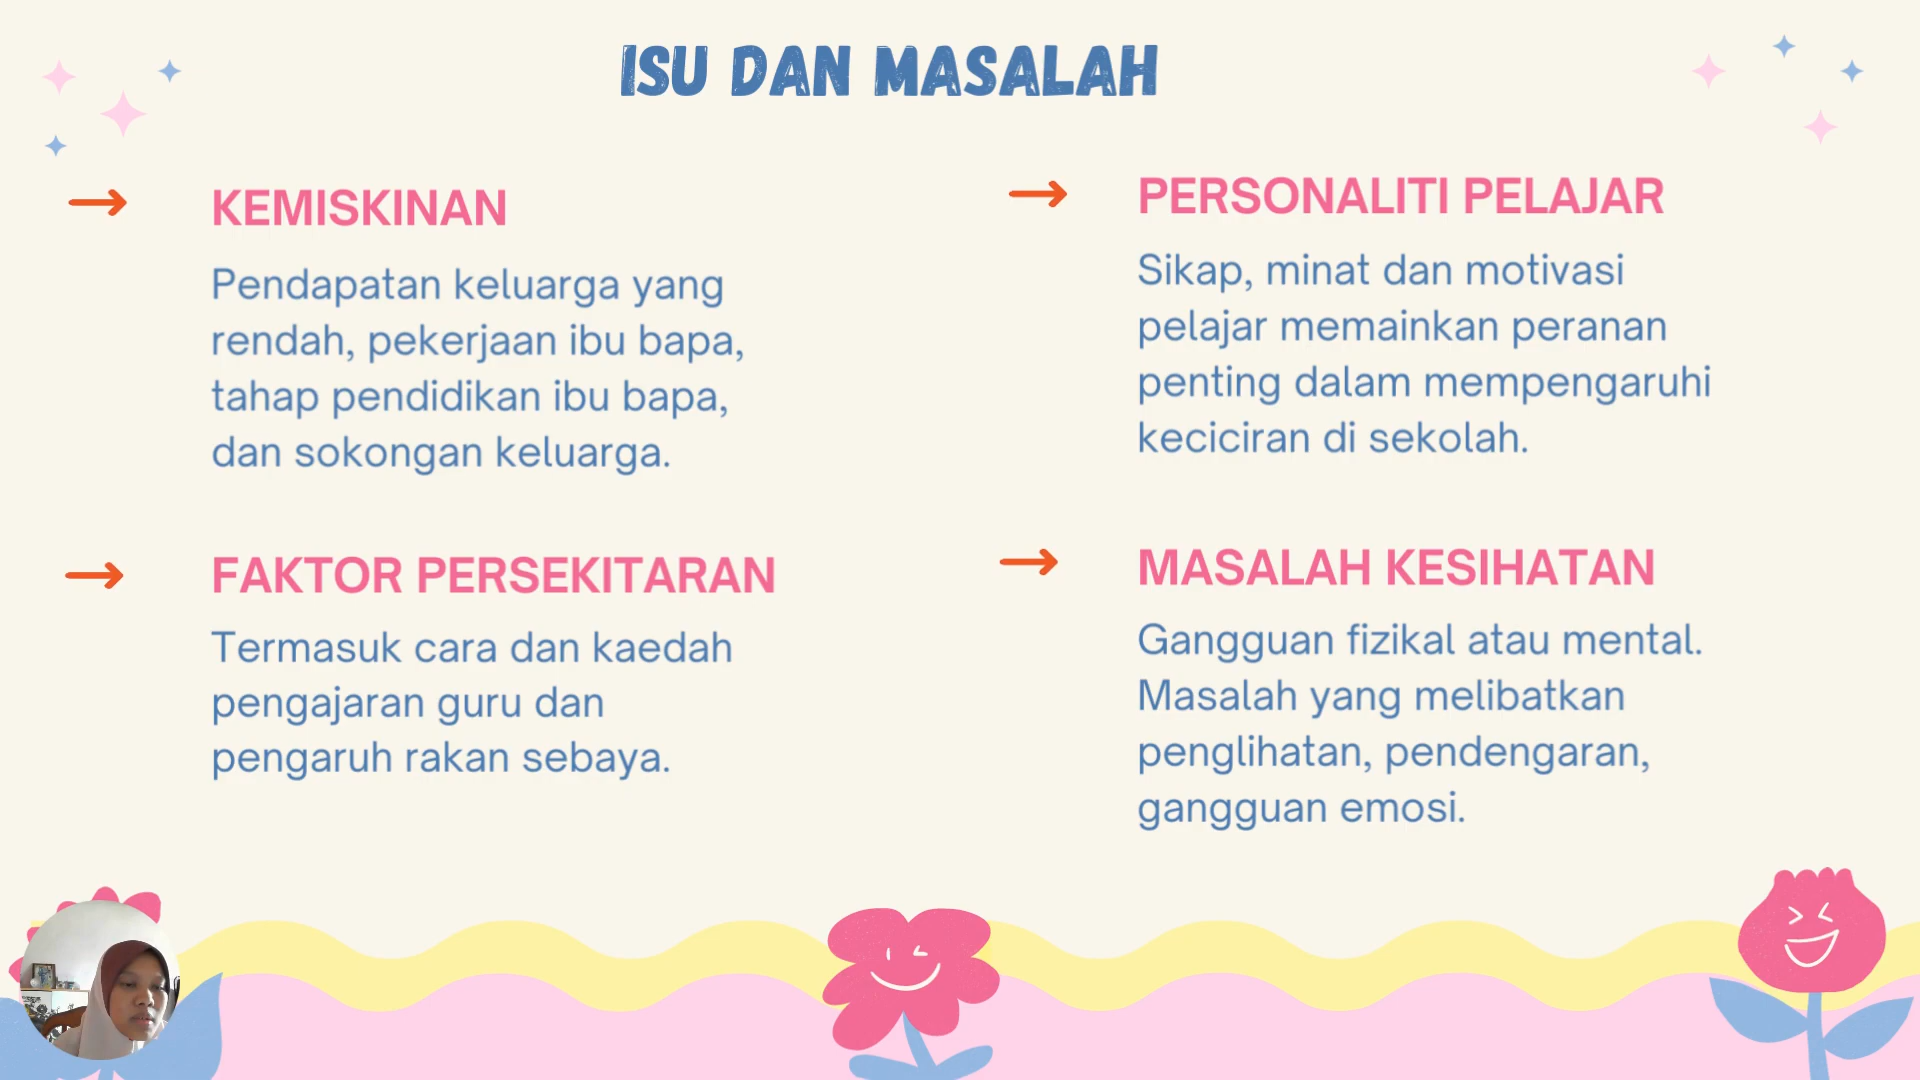 ISU DAN MASALAH
KEMISKINAN
Pendapatan keluarga yang
rendah, pekerjaan ibu bapa,
tahap pendidikan ibu bapa,
dan sokongan keluarga.
FAKTOR PERSEKITARAN
Termasuk cara dan kaedah
pengajaran guru dan
pengaruh rakan sebaya.
PERSONALITI PELAJAR
Sikap, minat dan motivasi
pelajar memainkan peranan
penting dalam mempengaruhi
keciciran di sekolah.
MASALAH KESIHATAN
Gangguan fizikal atau mental.
Masalah yang melibatkan
penglihatan, pendengaran,
gangguan emosi.